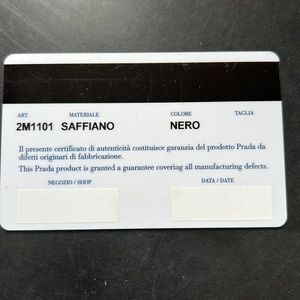 ART. MATERIALE COLORE TAGLIA
2M1101 SAFFIANO NERO
Il presente certificato di autenticità costituisce garanzia del prodotto Prada da
difetti originari di fabbricazione.
This Prada product is granted a guarantee covering all manufacturing defects.
NEGOZIO / SHOP DATA / DATE